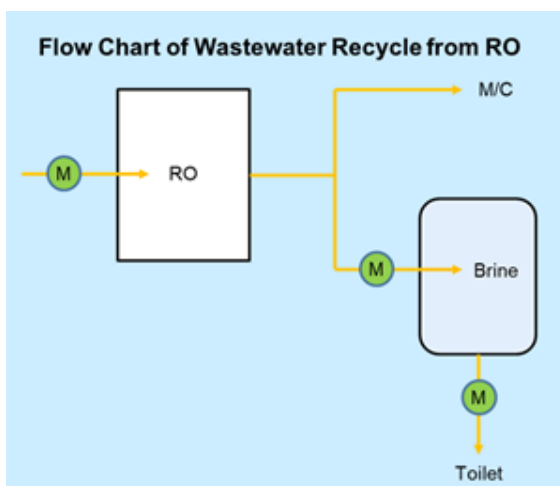 Flow Chart of Wastewater Recycle from RO
M/C
M
RO
M
Brine
M
Toilet